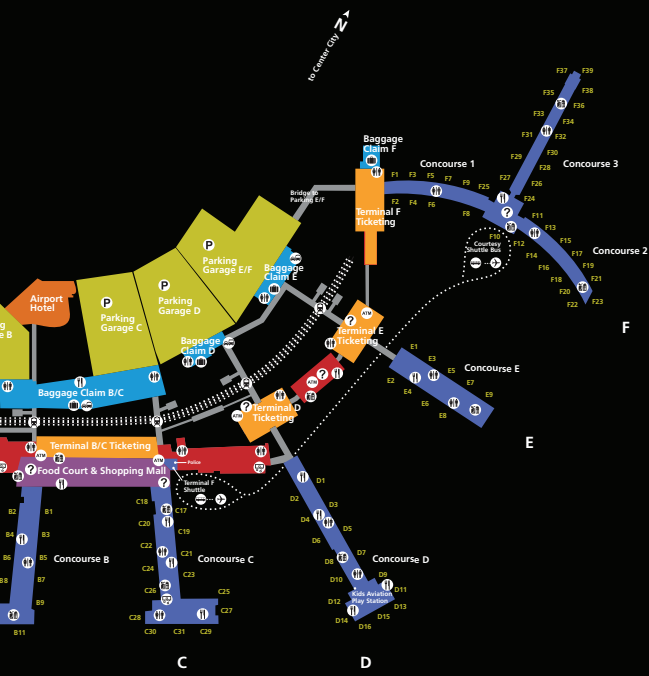 to Center City
N
F37
F39
F38
F35
F36
F33
F34
F31
F32
F30
F29
F28
F27
F26
F25
F24
Concourse 3
Baggage
Claim F
Concourse 1
F1
F3
F5
F7
F9
F2
F4
F6
F8
Bridge to
Parking E/F
Terminal F
Ticketing
?
F10
F11
F12
F13
F14
F15
F16
F17
F18
F19
F20
F21
F22
F23
Concourse 2
Courtesy
Shuttle Bus
F
P
Parking
Garage E/F
Baggage
Claim E
Airport
Hotel
P
Parking
Garage C
P
Parking
Garage D
g
e B
?
ATM
Terminal E
Ticketing
Baggage
Claim D
E1
E2
E3
E4
E5
E6
E7
E8
E9
Concourse E
E
?
ATM
Baggage Claim B/C
ATM
?
Terminal D
Ticketing
Terminal B/C Ticketing
ATM
ATM
Police
?
Food Court & Shopping Mall
?
Terminal F
Shuttle
B2
B1
B4
B3
B6
B5
B8
B7
B9
B11
Concourse B
C18
C17
C20
C19
C22
C21
C24
C23
C26
C25
C27
C28
C30
C31
C29
Concourse C
C
D1
D2
D3
D4
D5
D6
D7
D8
D9
D10
D11
D12
D13
D14
D15
D16
Concourse D
Kids Aviation
Play Station
D